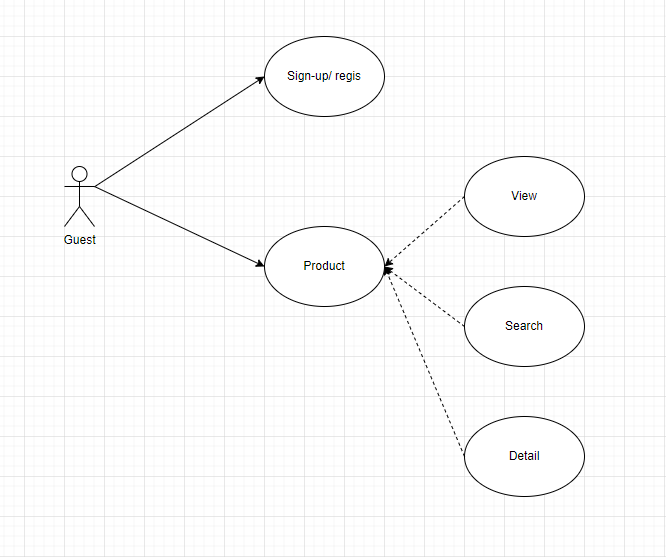 Sign-up/ regis
View
Guest
Product
Search
Detail